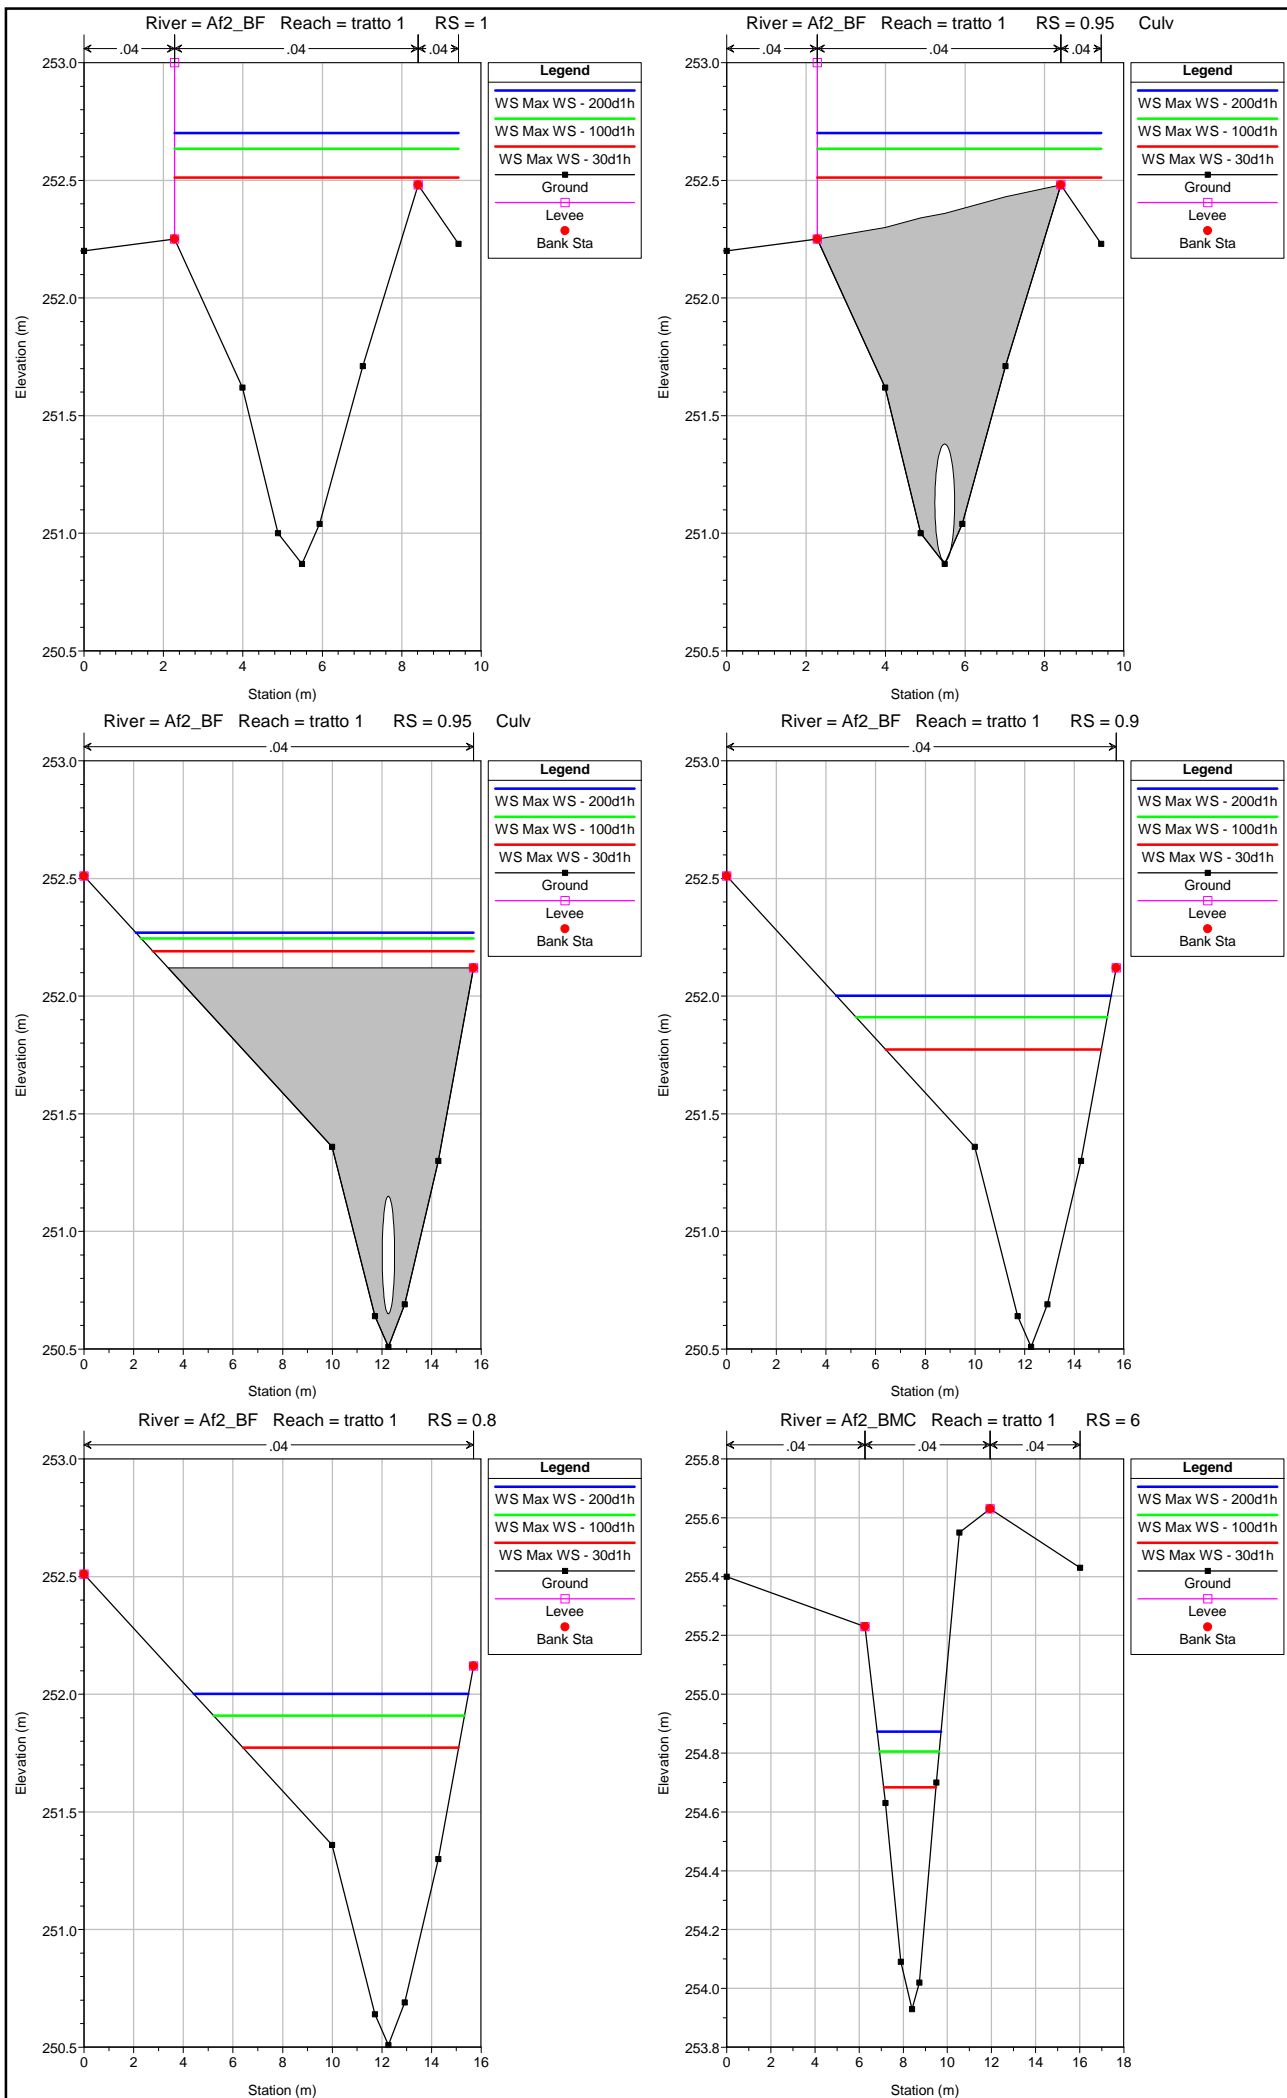 River = Af2_BF Reach = tratto 1 RS = 1
.04 .04 .04
253.0
252.5
252.0
251.5
251.0
250.5
0 2 4 6 8 10
Station (m)
Elevation (m)
Legend
WS Max WS - 200d1h
WS Max WS - 100d1h
WS Max WS - 30d1h
Ground
Levee
Bank Sta
River = Af2_BF Reach = tratto 1 RS = 0.95 Culv
.04 .04 .04
253.0
252.5
252.0
251.5
251.0
250.5
0 2 4 6 8 10
Station (m)
Elevation (m)
Legend
WS Max WS - 200d1h
WS Max WS - 100d1h
WS Max WS - 30d1h
Ground
Levee
Bank Sta
River = Af2_BF Reach = tratto 1 RS = 0.95 Culv
.04
253.0
252.5
252.0
251.5
251.0
250.5
0 2 4 6 8 10 12 14 16
Station (m)
Elevation (m)
Legend
WS Max WS - 200d1h
WS Max WS - 100d1h
WS Max WS - 30d1h
Ground
Levee
Bank Sta
River = Af2_BF Reach = tratto 1 RS = 0.9
.04
253.0
252.5
252.0
251.5
251.0
250.5
0 2 4 6 8 10 12 14 16
Station (m)
Elevation (m)
Legend
WS Max WS - 200d1h
WS Max WS - 100d1h
WS Max WS - 30d1h
Ground
Levee
Bank Sta
River = Af2_BF Reach = tratto 1 RS = 0.8
.04
253.0
252.5
252.0
251.5
251.0
250.5
0 2 4 6 8 10 12 14 16
Station (m)
Elevation (m)
Legend
WS Max WS - 200d1h
WS Max WS - 100d1h
WS Max WS - 30d1h
Ground
Levee
Bank Sta
River = Af2_BMC Reach = tratto 1 RS = 6
.04 .04 .04
255.8
255.6
255.4
255.2
255.0
254.8
254.6
254.4
254.2
254.0
253.8
0 2 4 6 8 10 12 14 16 18
Station (m)
Elevation (m)
Legend
WS Max WS - 200d1h
WS Max WS - 100d1h
WS Max WS - 30d1h
Ground
Levee
Bank Sta